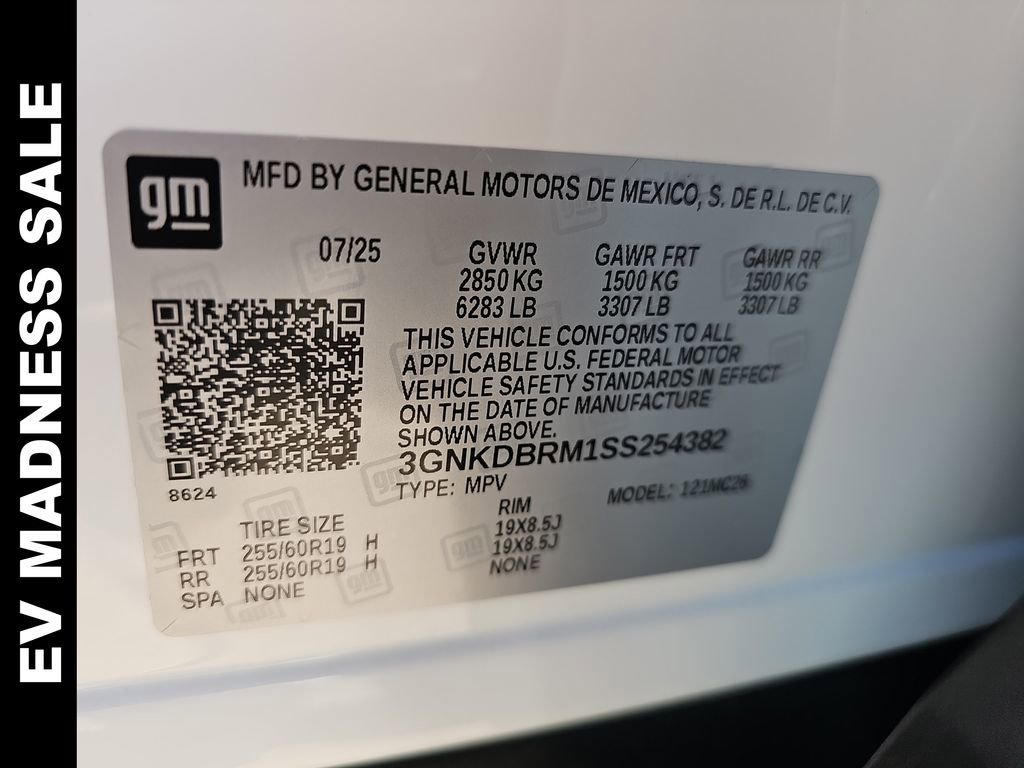 EV MADNESS SALE
gm
MFD BY GENERAL MOTORS DE MEXICO, S. DE R.L. DE C.V.
07/25 GVWR GAWR FRT GAWR RR
2850 KG 1500 KG 1500 KG
6283 LB 3307 LB 3307 LB
THIS VEHICLE CONFORMS TO ALL
APPLICABLE U.S. FEDERAL MOTOR
VEHICLE SAFETY STANDARDS IN EFFECT
ON THE DATE OF MANUFACTURE
SHOWN ABOVE.
3GNKDBRM1SS254382
8624
TYPE: MPV MODEL: 121MC26
TIRE SIZE RIM
FRT 255/60R19 H 19X8.5J
RR 255/60R19 H 19X8.5J
SPA NONE NONE